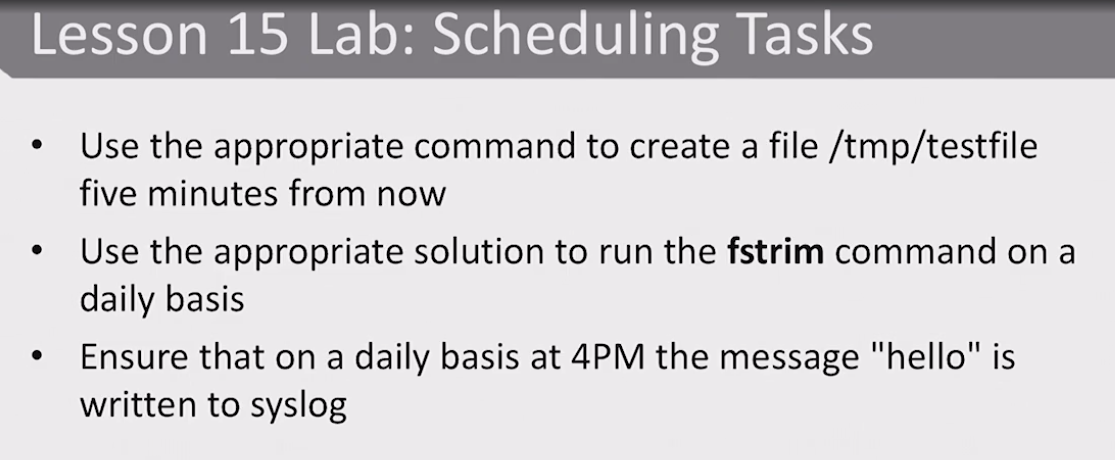 Lesson 15 Lab: Scheduling Tasks
• Use the appropriate command to create a file /tmp/testfile
five minutes from now
• Use the appropriate solution to run the fstrim command on a
daily basis
• Ensure that on a daily basis at 4PM the message "hello" is
written to syslog